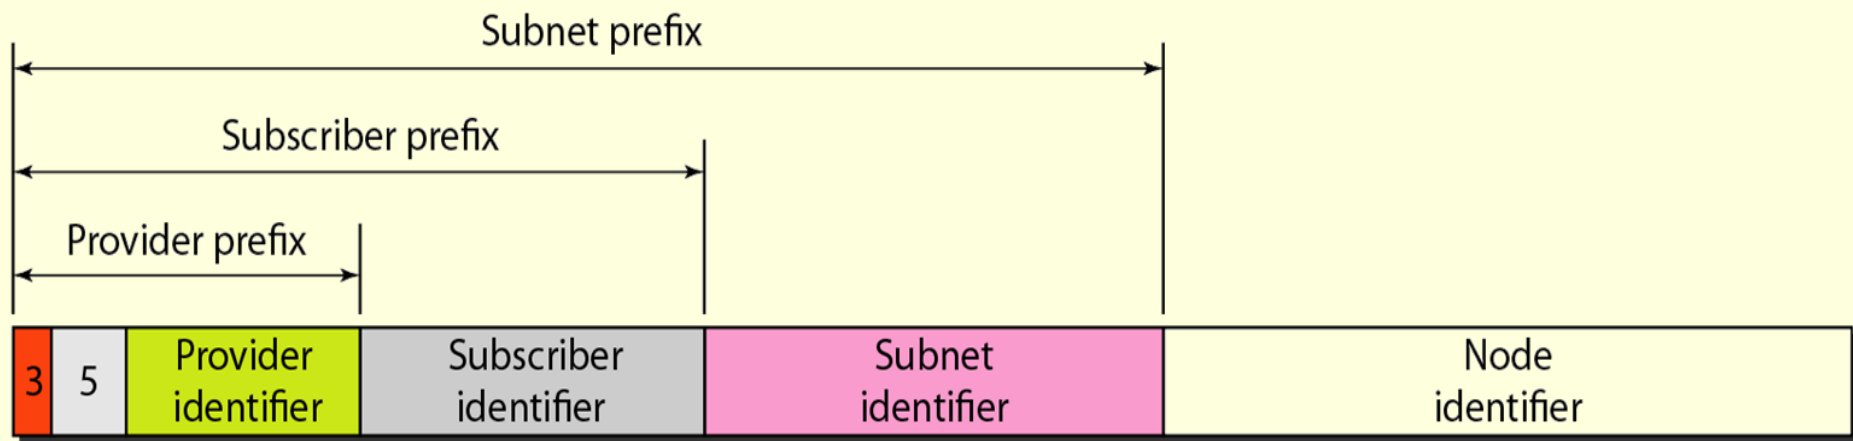 Subnet prefix
Subscriber prefix
Provider prefix
3
5
Provider
identifier
Subscriber
identifier
Subnet
identifier
Node
identifier